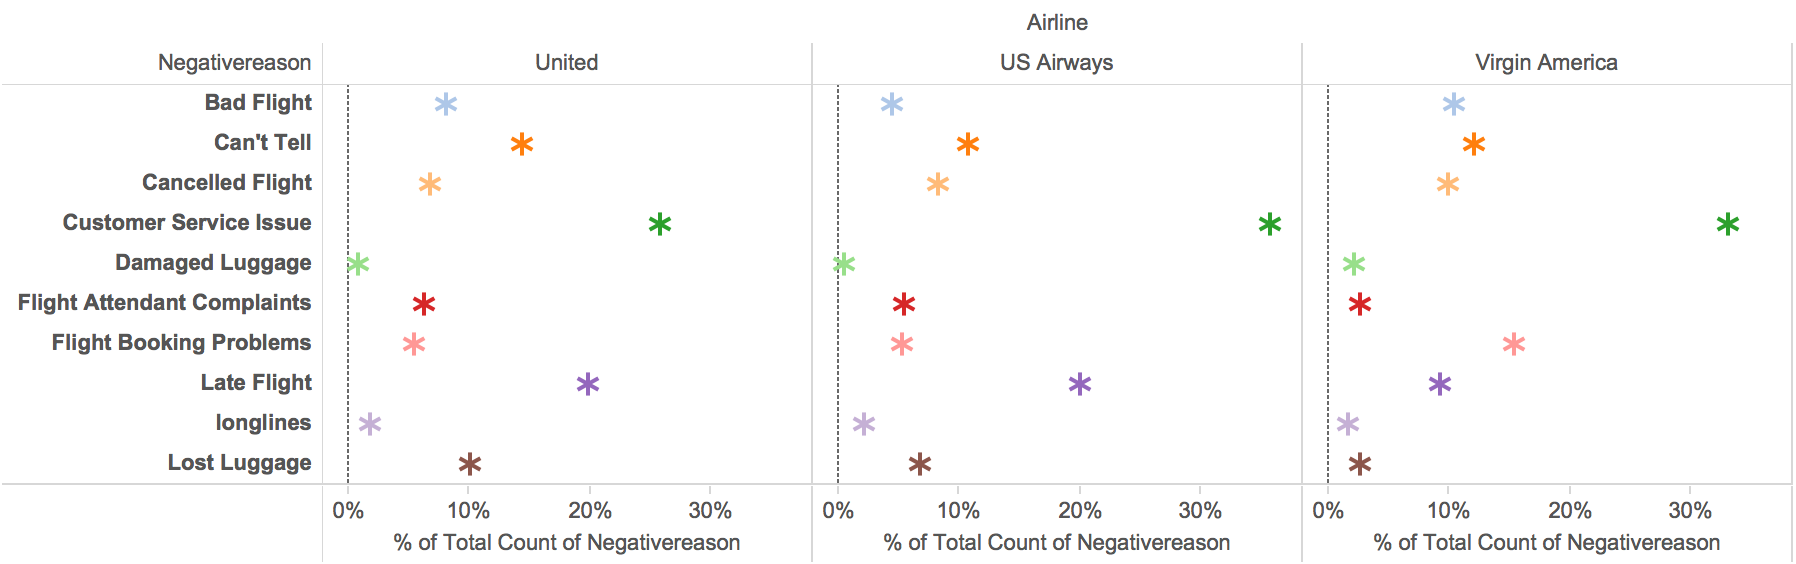 Airline
Negativereason United US Airways Virgin America
Bad Flight
Can't Tell
Cancelled Flight
Customer Service Issue
Damaged Luggage
Flight Attendant Complaints
Flight Booking Problems
Late Flight
longlines
Lost Luggage
0% 10% 20% 30% 0% 10% 20% 30% 0% 10% 20% 30%
% of Total Count of Negativereason % of Total Count of Negativereason % of Total Count of Negativereason